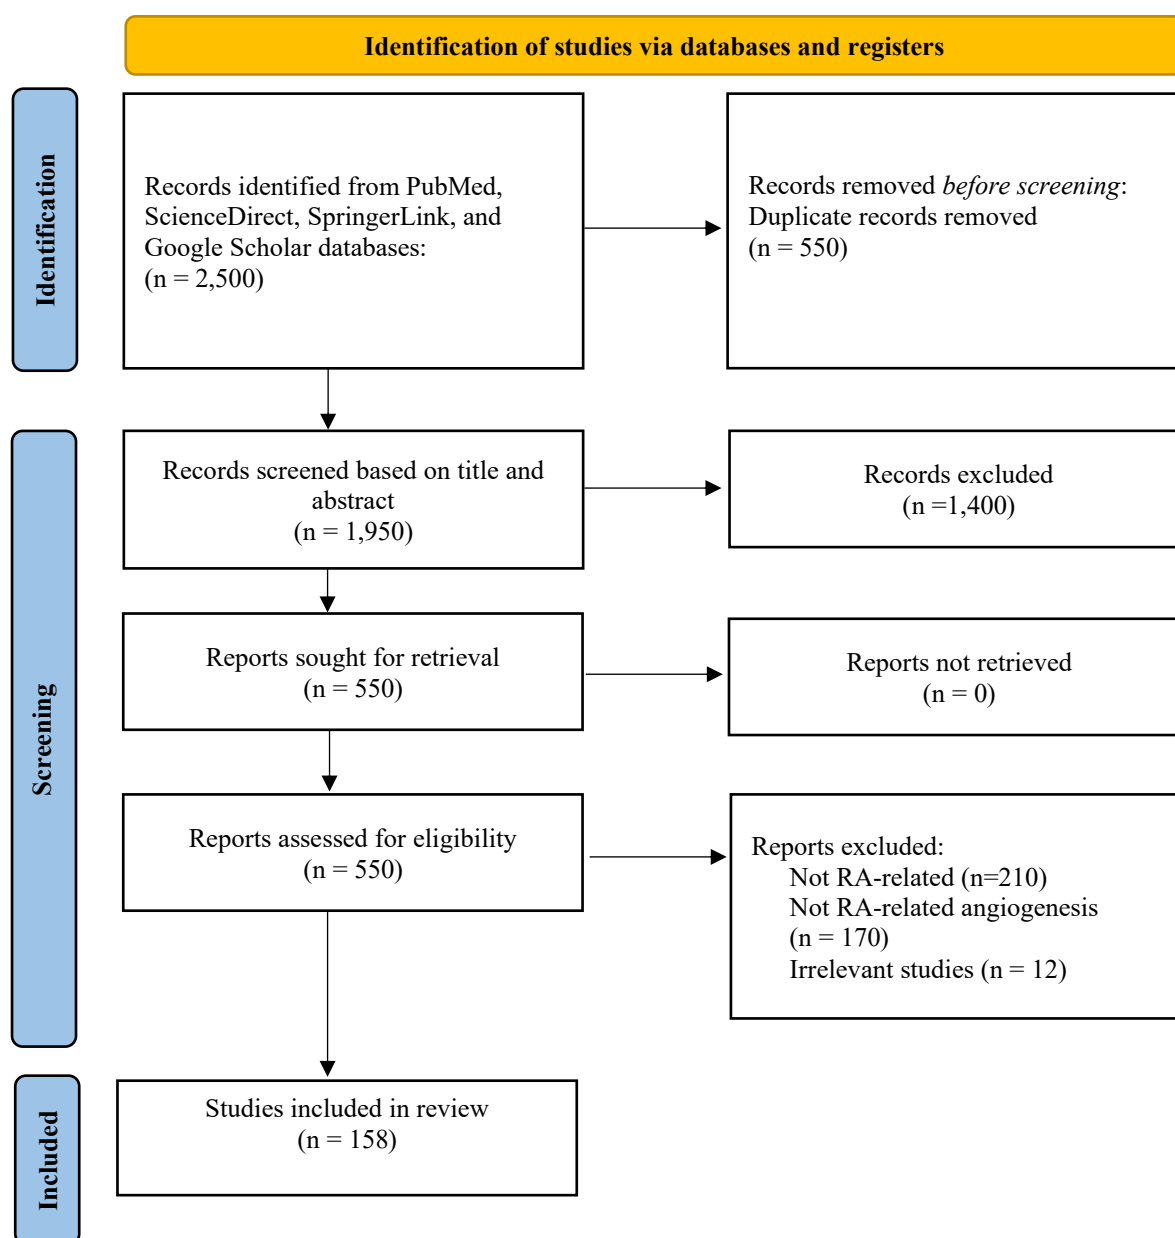 Identification of studies via databases and registers
Identification
Records identified from PubMed,
ScienceDirect, SpringerLink, and
Google Scholar databases:
(n = 2,500)
Records removed before screening:
Duplicate records removed
(n = 550)
Screening
Records screened based on title and
abstract
(n = 1,950)
Records excluded
(n =1,400)
Reports sought for retrieval
(n = 550)
Reports not retrieved
(n = 0)
Reports assessed for eligibility
(n = 550)
Reports excluded:
Not RA-related (n=210)
Not RA-related angiogenesis
(n = 170)
Irrelevant studies (n = 12)
Included
Studies included in review
(n = 158)